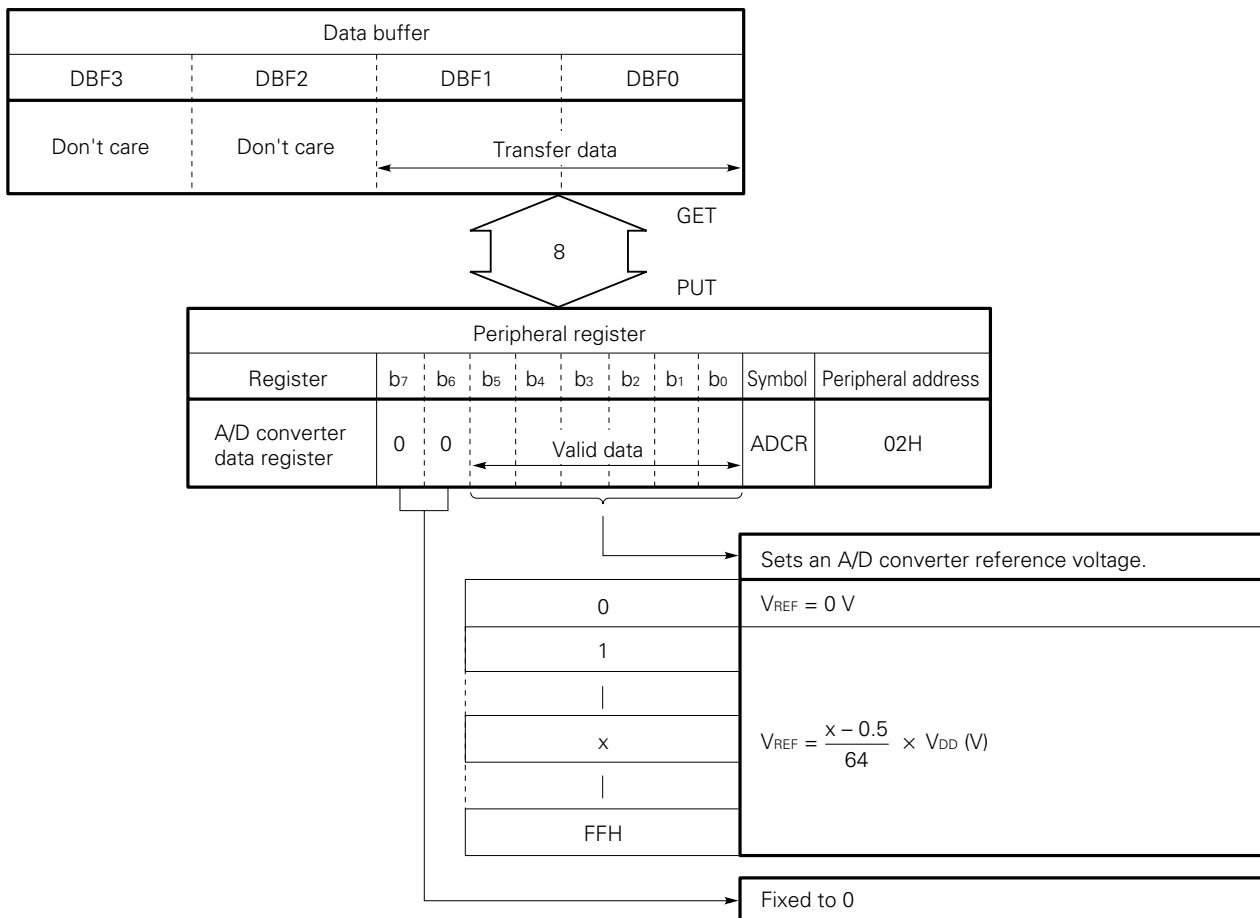 Data buffer
DBF3 DBF2 DBF1 DBF0
Don't care Don't care Transfer data
GET
8
PUT
Peripheral register
Register b7 b6 b5 b4 b3 b2 b1 b0 Symbol Peripheral address
A/D converter
data register
0 0 Valid data ADCR 02H
Sets an A/D converter reference voltage.
0 VREF = 0 V
1
|
x VREF = x – 0.5 / 64 × VDD (V)
|
FFH
Fixed to 0